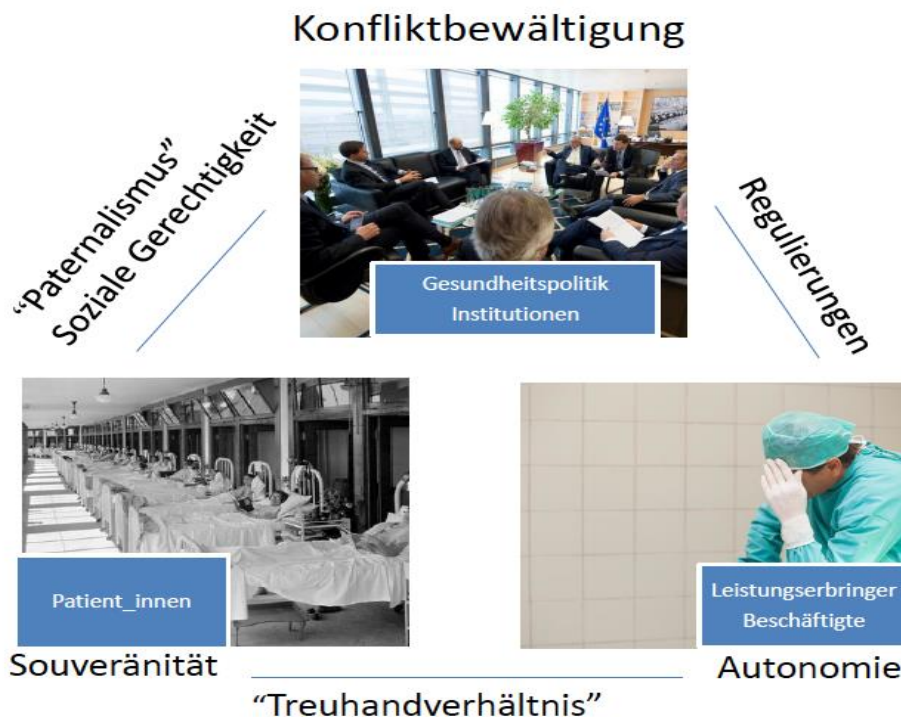 Konfliktbewältigung
“Paternalismus”
Soziale Gerechtigkeit
Regulierungen
Gesundheitspolitik
Institutionen
Patient_innen
Leistungserbringer
Beschäftigte
Souveränität
Autonomie
“Treuhandverhältnis”